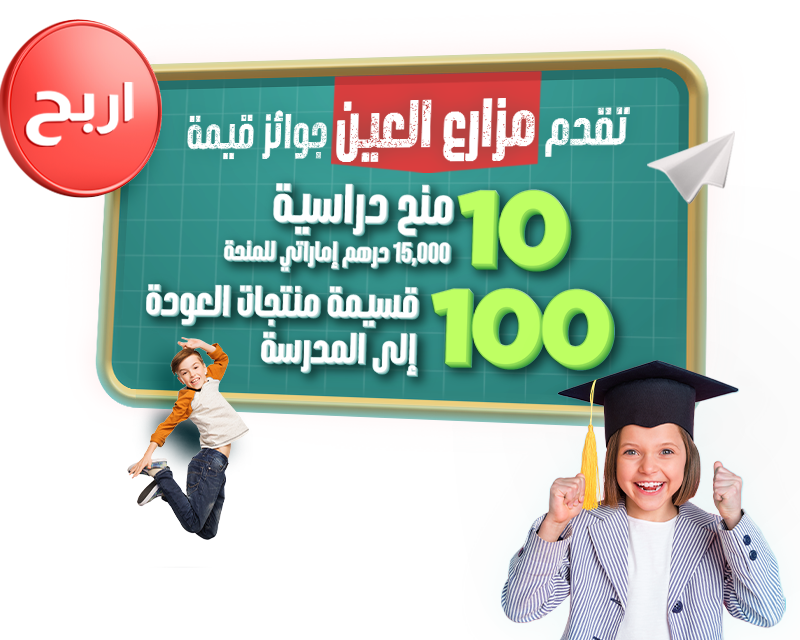 اربح
تقدم مزارع العين جوائز قيمة
10 منح دراسية
15,000 درهم إماراتي للمنحة
100 قسيمة منتجات العودة
إلى المدرسة